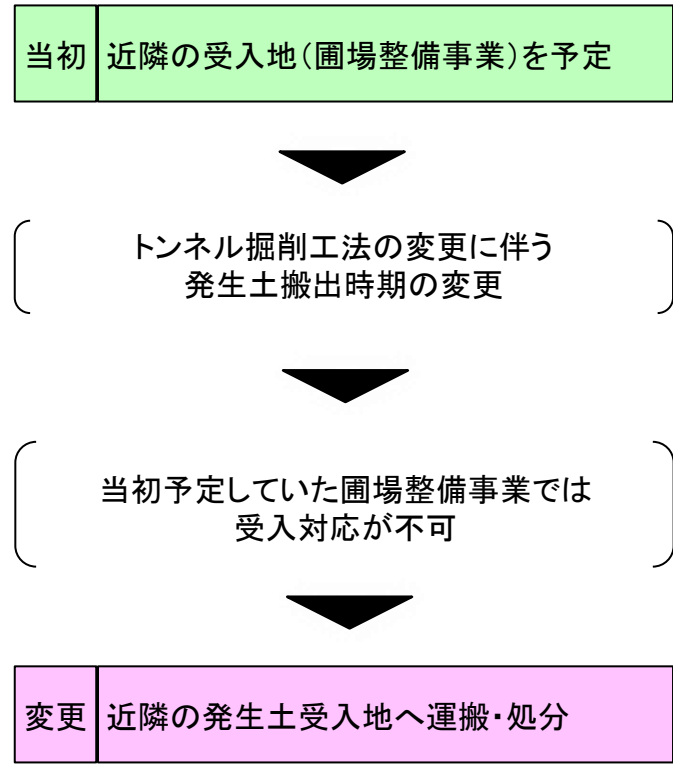 当初 近隣の受入地（圃場整備事業）を予定
トンネル掘削工法の変更に伴う
発生土搬出時期の変更
当初予定していた圃場整備事業では
受入対応が不可
変更 近隣の発生土受入地へ運搬・処分